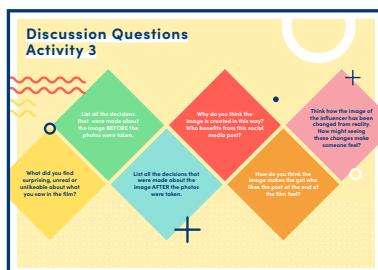 Discussion Questions
Activity 3
List all the decisions
that were made about
the image BEFORE the
photos were taken.
Why do you think the
image is created in this way?
Who benefits from this social
media post?
Think how the image of
the influencer has been
changed from reality.
How might seeing
these changes make
someone feel?
What did you find
surprising, unreal or
unlikeable about what
you saw in the film?
List all the decisions that
were made about the
image AFTER the photos
were taken.
How do you think the
image makes the girl who
likes the post at the end of
the film feel?